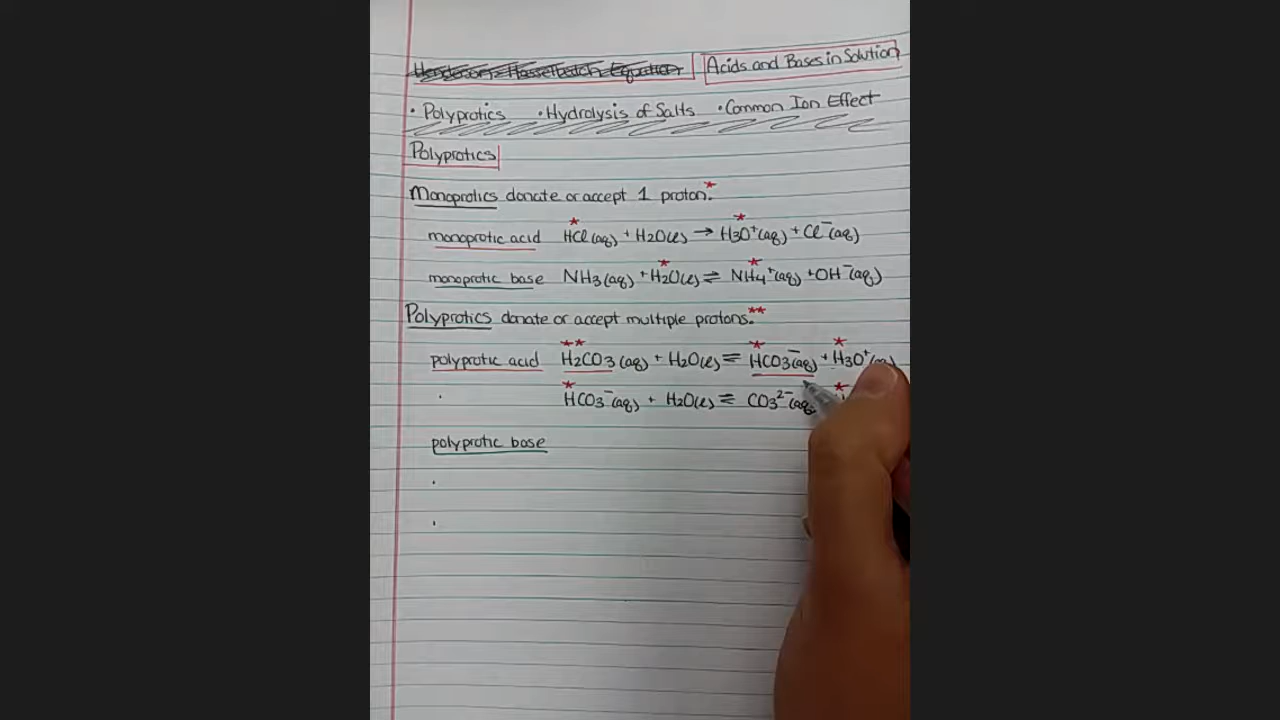 Acids and Bases in Solution
· Polyprotics · Hydrolysis of Salts · Common Ion Effect
Polyprotics
Monoprotics donate or accept 1 proton.*
monoprotic acid HCl(aq) + H2O(l) → H3O⁺(aq) + Cl⁻(aq)
monoprotic base NH3(aq) + H2O(l) ⇌ NH4⁺(aq) + OH⁻(aq)
Polyprotics donate or accept multiple protons.**
polyprotic acid H2CO3(aq) + H2O(l) ⇌ HCO3⁻(aq) + H3O⁺
· HCO3⁻(aq) + H2O(l) ⇌ CO3²⁻(aq)
polyprotic base